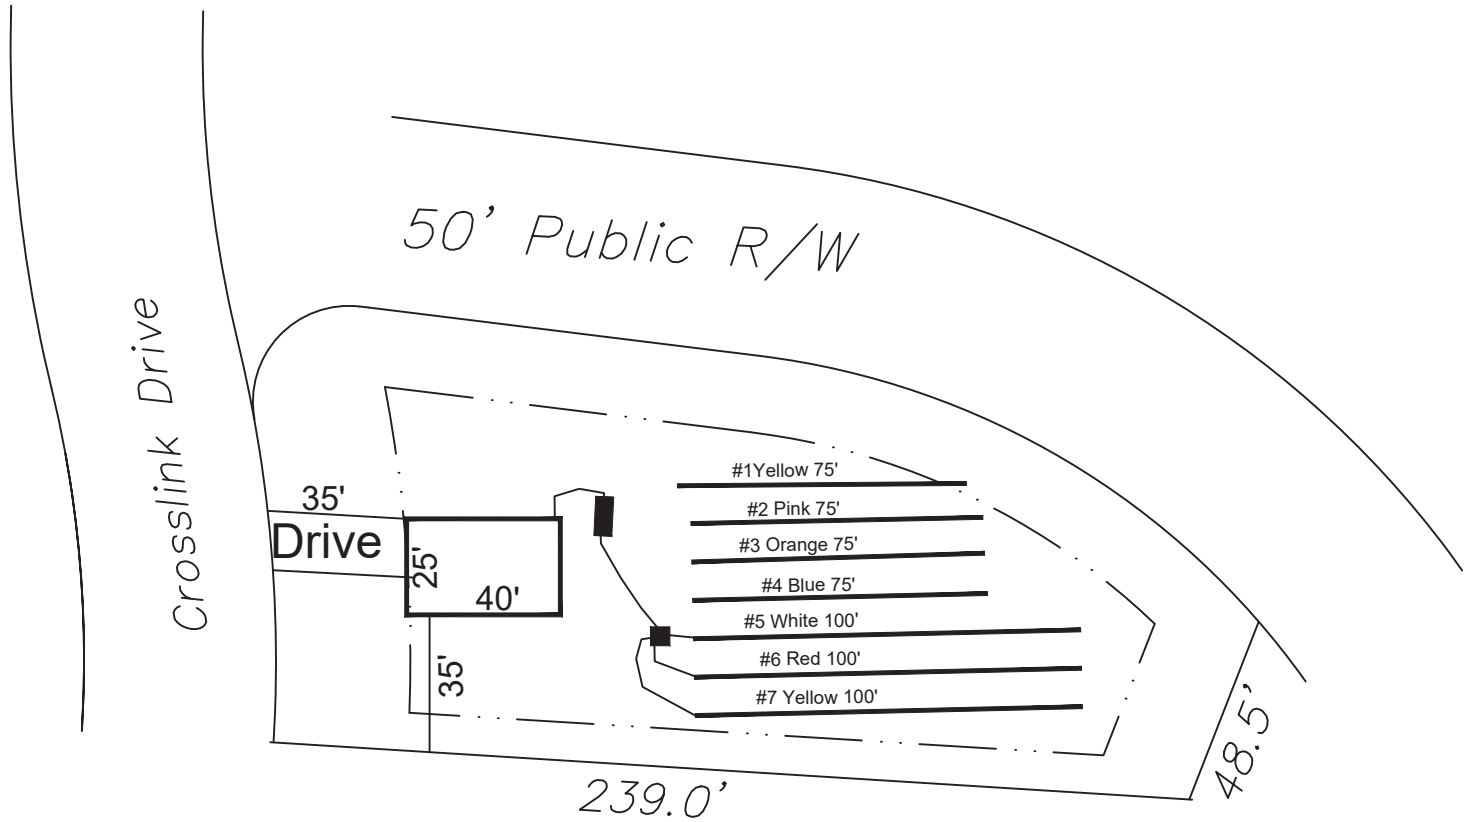 50' Public R/W
Crosslink Drive
#1Yellow 75'
35'
#2 Pink 75'
Drive
#3 Orange 75'
25'
#4 Blue 75'
40'
#5 White 100'
#6 Red 100'
35'
#7 Yellow 100'
48.5'
239.0'